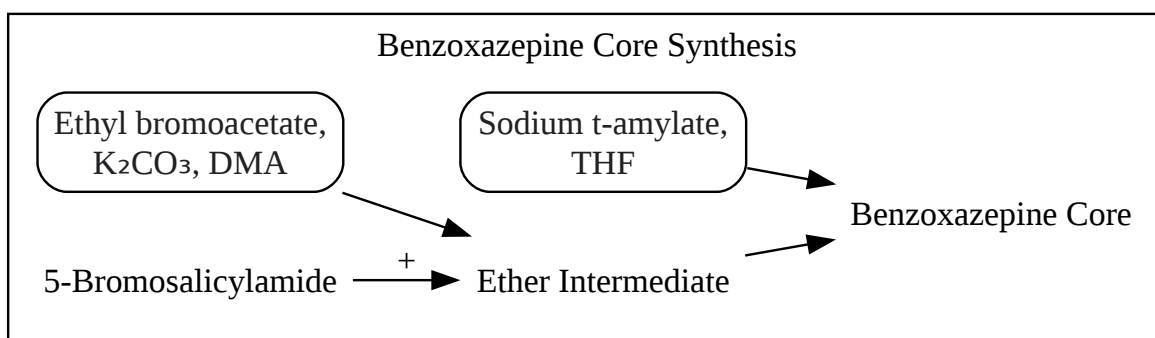 Benzoxazepine Core Synthesis
Ethyl bromoacetate,
K₂CO₃, DMA
Sodium t-amylate,
THF
Benzoxazepine Core
+
5-Bromosalicylamide
Ether Intermediate